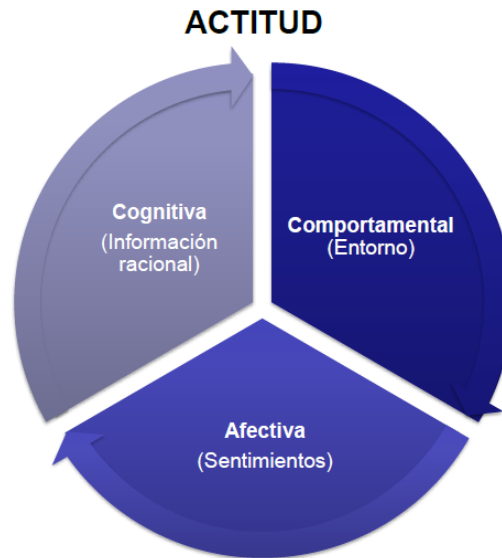 ACTITUD
Cognitiva
(Información
racional)
Comportamental
(Entorno)
Afectiva
(Sentimientos)